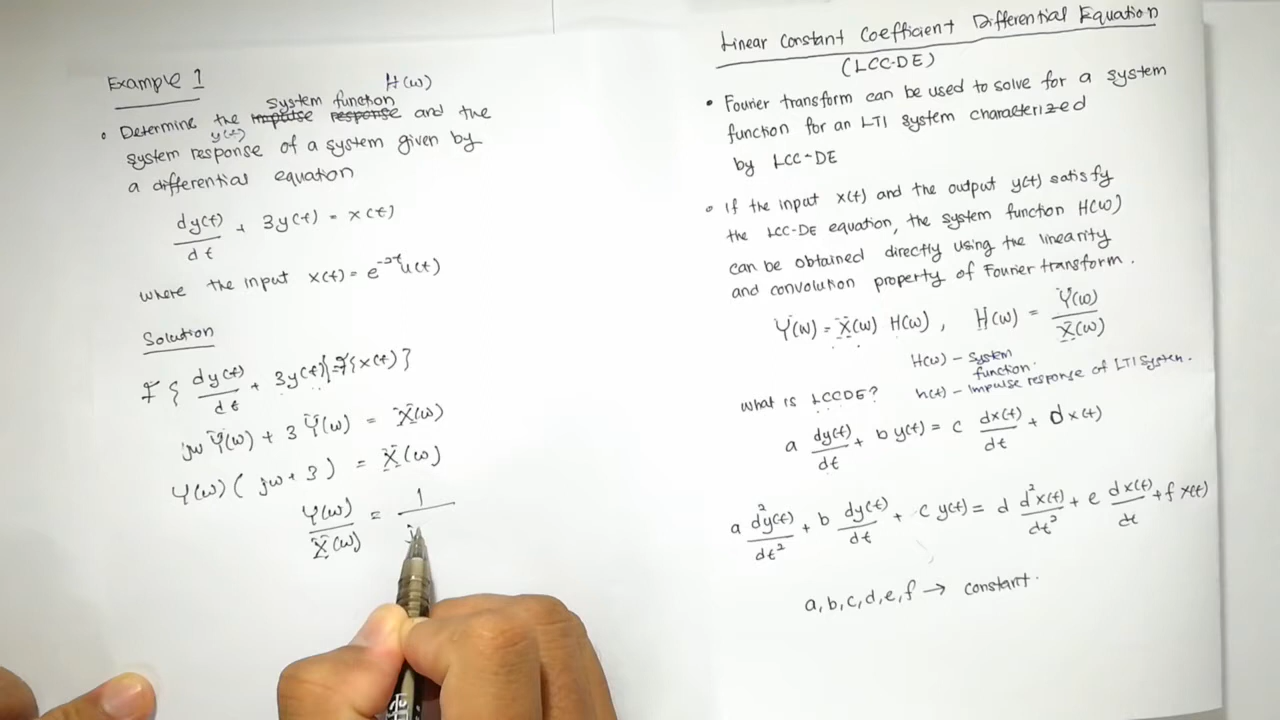 Example 1
H(ω)
system function
• Determine the impulse response and the
y(t)
system response of a system given by
a differential equation
dy(t)/dt + 3y(t) = x(t)
where the input x(t) = e^-2t u(t)
Solution
F { dy(t)/dt + 3y(t) } = F{ x(t) }
jω Y(ω) + 3 Y(ω) = X(ω)
Y(ω) ( jω + 3 ) = X(ω)
Y(ω)/X(ω) = 1/j
Linear Constant Coefficient Differential Equation
(LCC-DE)
• Fourier transform can be used to solve for a system
function for an LTI system characterized
by LCC-DE
• If the input x(t) and the output y(t) satisfy
the LCC-DE equation, the system function H(ω)
can be obtained directly using the linearity
and convolution property of Fourier transform.
Y(ω) = X(ω) H(ω), H(ω) = Y(ω)/X(ω)
H(ω) – System
function.
what is LCCDE? h(t) – Impulse response of LTI System.
a dy(t)/dt + b y(t) = c dx(t)/dt + d x(t)
a d²y(t)/dt² + b dy(t)/dt + c y(t) = d d²x(t)/dt² + e dx(t)/dt + f x(t)
a, b, c, d, e, f → constant.